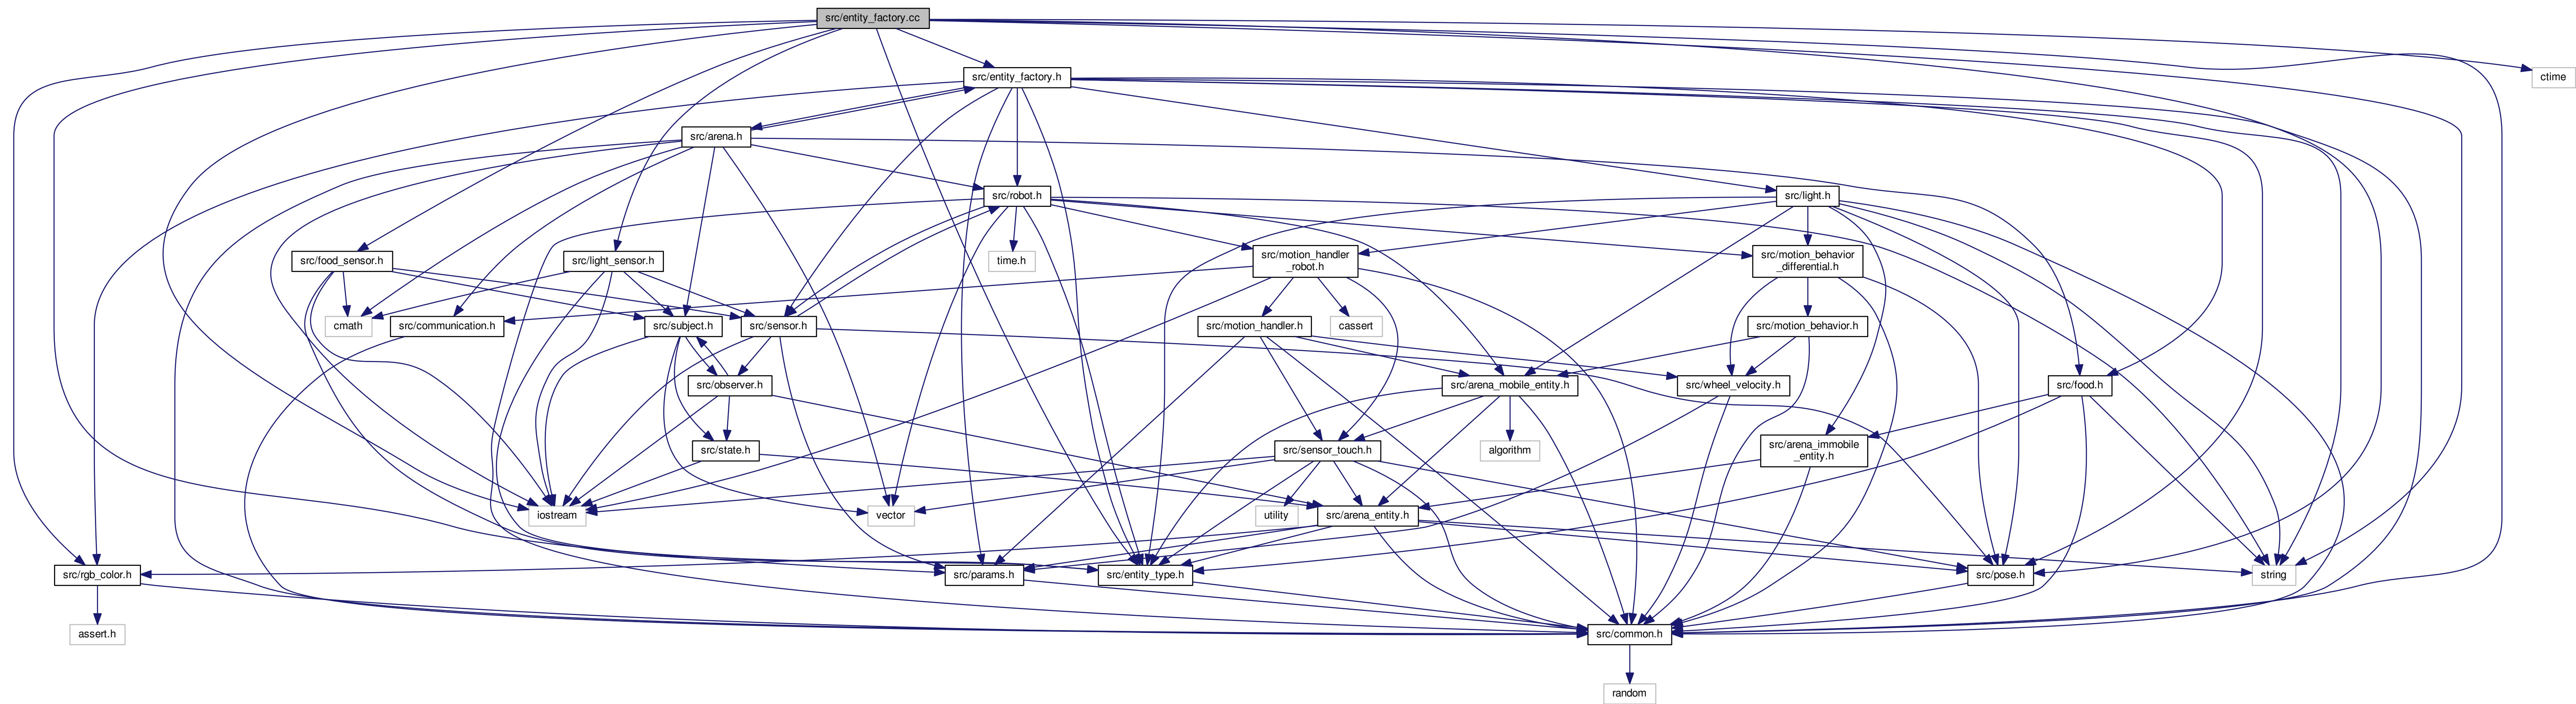 src/entity_factory.cc
src/entity_factory.h
ctime
src/arena.h
src/robot.h
src/light.h
src/food_sensor.h
src/light_sensor.h
time.h
src/motion_handler
_robot.h
src/motion_behavior
_differential.h
cmath
src/communication.h
src/subject.h
src/sensor.h
src/motion_handler.h
cassert
src/motion_behavior.h
src/observer.h
src/arena_mobile_entity.h
src/wheel_velocity.h
src/food.h
src/state.h
src/sensor_touch.h
algorithm
src/arena_immobile
_entity.h
iostream
vector
utility
src/arena_entity.h
src/rgb_color.h
src/params.h
src/entity_type.h
src/pose.h
string
assert.h
src/common.h
random